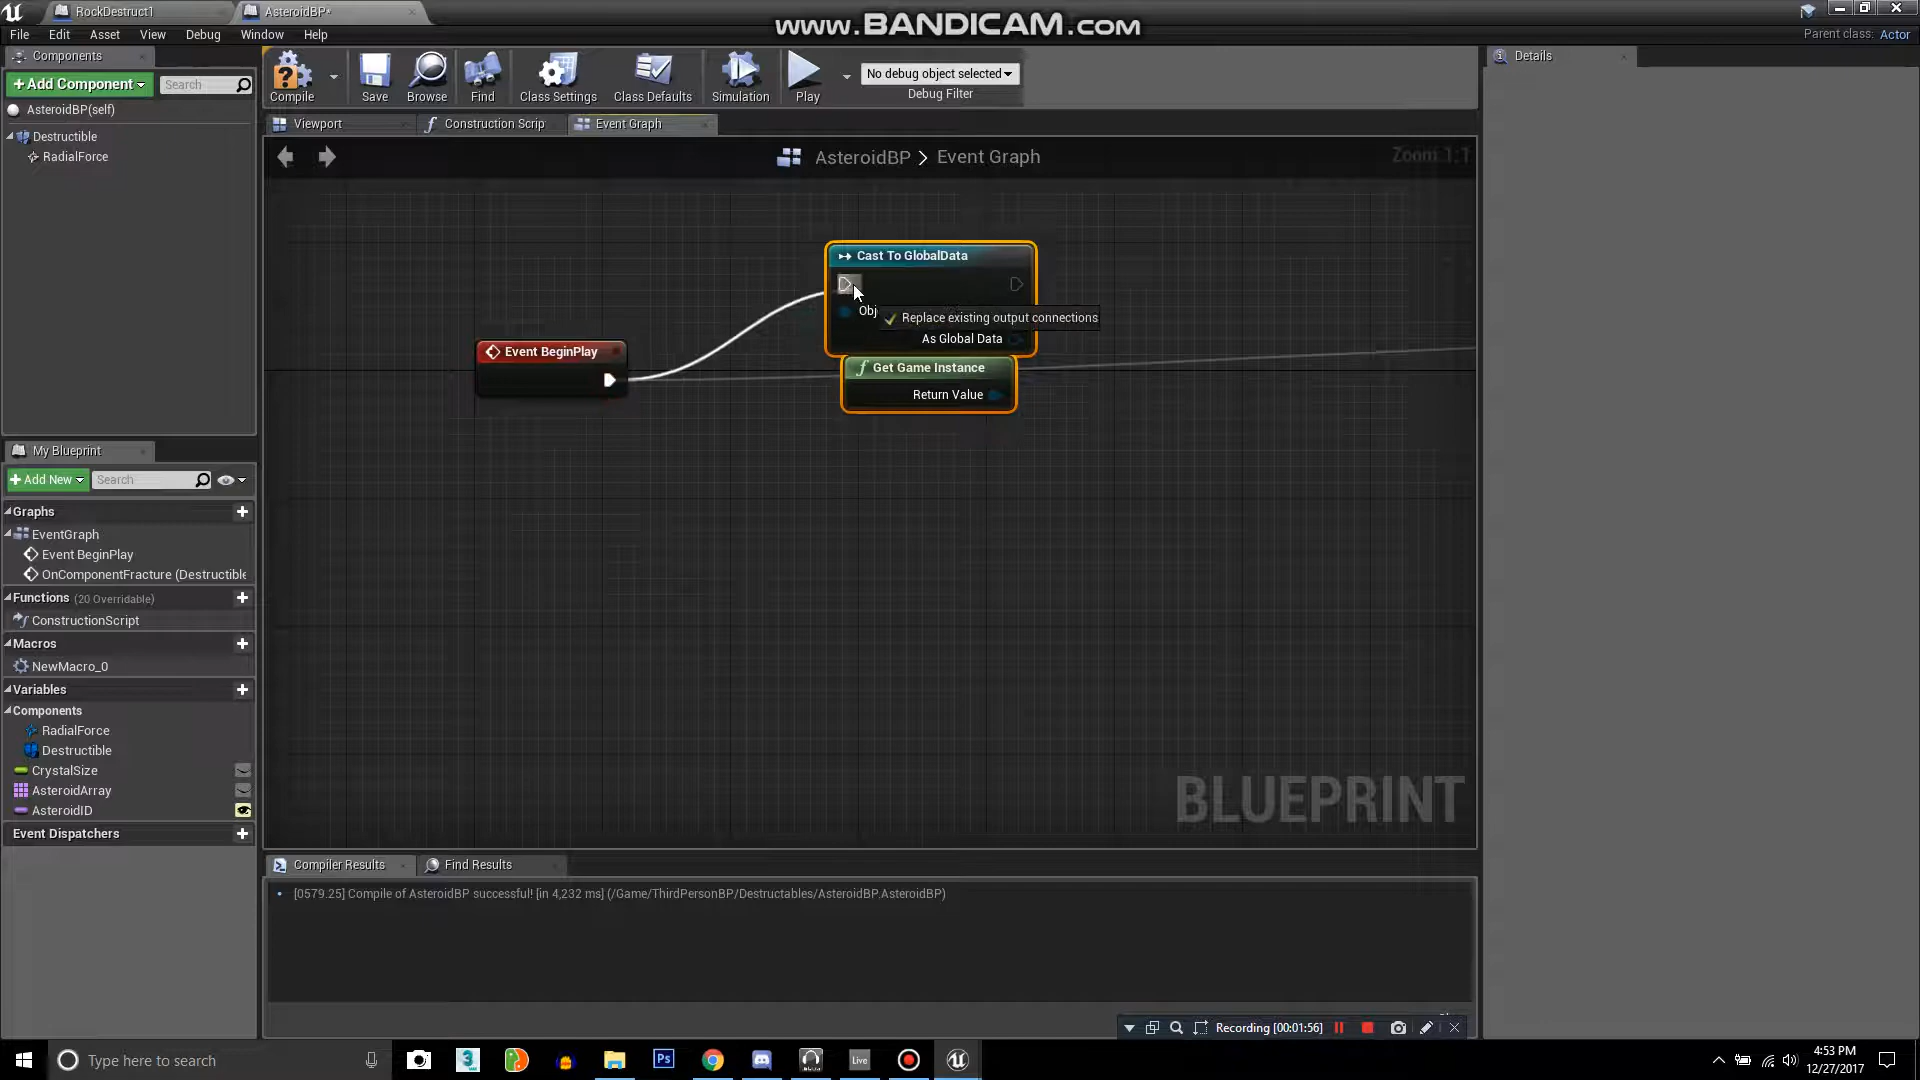 RockDestruct1
AsteroidBP*
www.BANDICAM.com
File Edit Asset View Debug Window Help
Parent class: Actor
Components
Details
+ Add Component
Search
Compile
Save
Browse
Find
Class Settings
Class Defaults
Simulation
Play
No debug object selected
Debug Filter
AsteroidBP(self)
Viewport
Construction Scrip
Event Graph
Destructible
RadialForce
AsteroidBP > Event Graph
Zoom 1:1
Cast To GlobalData
Obj
Replace existing output connections
As Global Data
Event BeginPlay
Get Game Instance
Return Value
My Blueprint
+ Add New
Search
Graphs
EventGraph
Event BeginPlay
OnComponentFracture (Destructible
Functions (20 Overridable)
ConstructionScript
Macros
NewMacro_0
Variables
Components
RadialForce
Destructible
CrystalSize
AsteroidArray
AsteroidID
Event Dispatchers
BLUEPRINT
Compiler Results
Find Results
[0579.25] Compile of AsteroidBP successful! [in 4,232 ms] (/Game/ThirdPersonBP/Destructables/AsteroidBP.AsteroidBP)
Recording [00:01:56]
Type here to search
3
Ps
Live
4:53 PM
12/27/2017